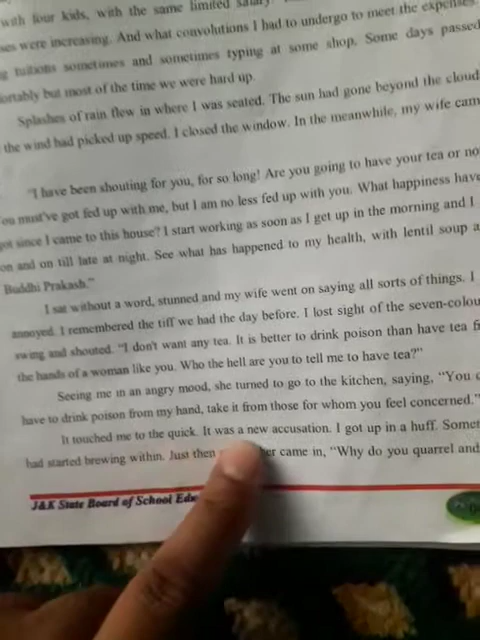 with four kids, with the same limited salary.
ses were increasing. And what convolutions I had to undergo to meet the expenses.
g tuitions sometimes and sometimes typing at some shop. Some days passed
ortably but most of the time we were hard up.
Splashes of rain flew in where I was seated. The sun had gone beyond the cloud
the wind had picked up speed. I closed the window. In the meanwhile, my wife cam
"I have been shouting for you, for so long! Are you going to have your tea or no
You must've got fed up with me, but I am no less fed up with you. What happiness have
got since I came to this house? I start working as soon as I get up in the morning and I
on and on till late at night. See what has happened to my health, with lentil soup a
Buddhi Prakash."
I sat without a word, stunned and my wife went on saying all sorts of things. I
annoyed. I remembered the tiff we had the day before. I lost sight of the seven-colou
swing and shouted. "I don't want any tea. It is better to drink poison than have tea f
the hands of a woman like you. Who the hell are you to tell me to have tea?"
Seeing me in an angry mood, she turned to go to the kitchen, saying, "You d
have to drink poison from my hand, take it from those for whom you feel concerned."
It touched me to the quick. It was a new accusation. I got up in a huff. Somet
had started brewing within. Just then her came in, "Why do you quarrel and
J&K State Board of School Edu